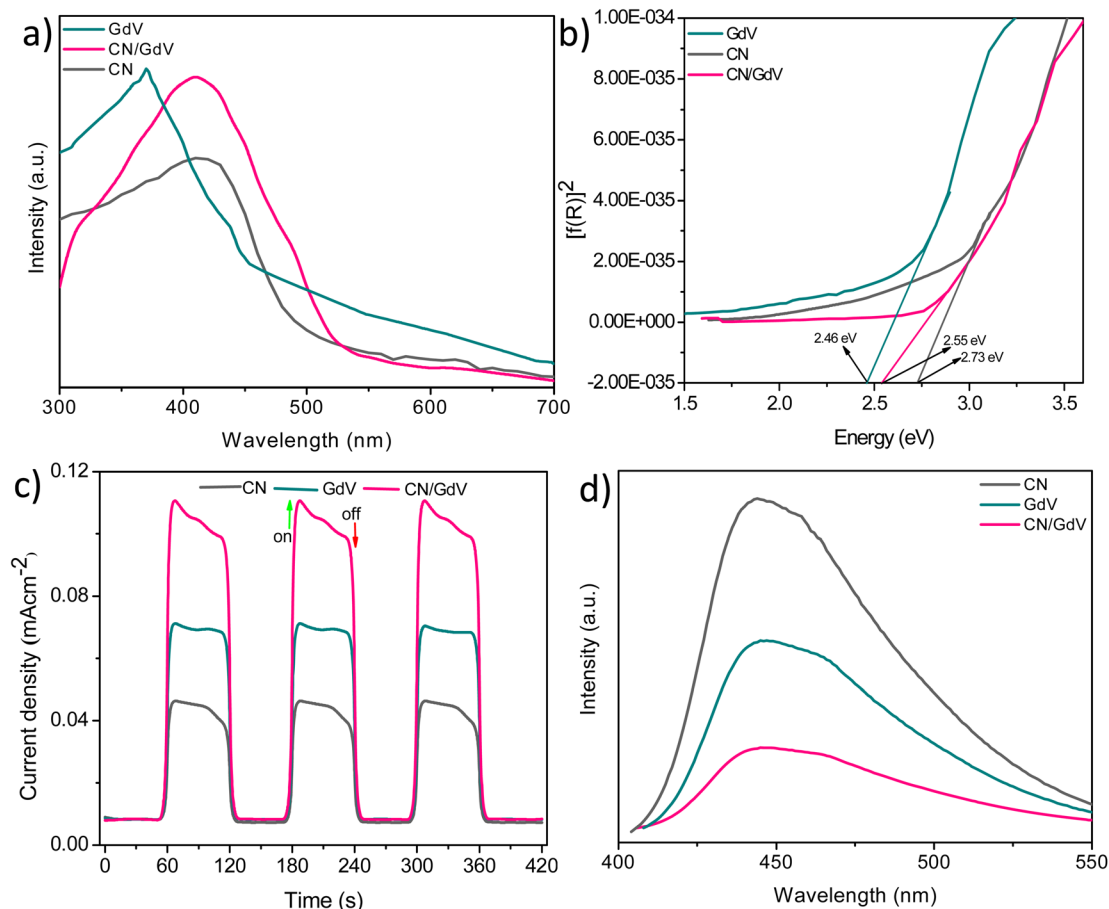 a)
GdV
CN/GdV
CN
Intensity (a.u.)
300
400
500
600
700
Wavelength (nm)
b)
GdV
CN
CN/GdV
[f(R)]²
1.00E-034
8.00E-035
6.00E-035
4.00E-035
2.00E-035
0.00E+000
-2.00E-035
2.46 eV
2.55 eV
2.73 eV
1.5
2.0
2.5
3.0
3.5
Energy (eV)
c)
CN
GdV
CN/GdV
on
off
Current density (mAcm⁻²)
0.12
0.08
0.04
0.00
0
60
120
180
240
300
360
420
Time (s)
d)
CN
GdV
CN/GdV
Intensity (a.u.)
400
450
500
550
Wavelength (nm)